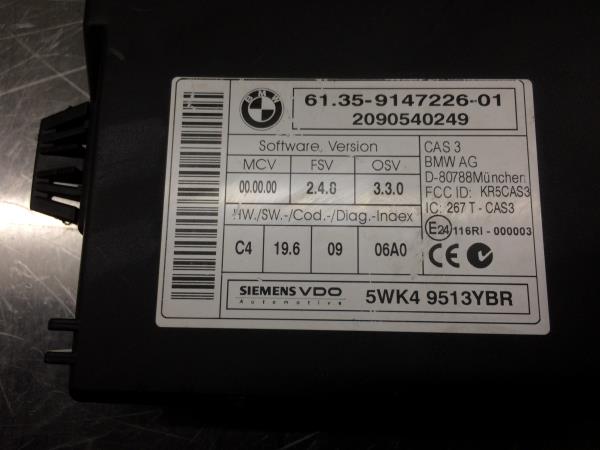 BMW
61.35-9147226-01
2090540249
Software, Version
MCV FSV OSV
00.00.00 2.4.8 3.3.0
HW./SW.-/Cod.-/Diag.-Index
C4 19.6 09 06A0
SIEMENS VDO
Automotive
CAS 3
BMW AG
D-80788München
FCC ID: KR5CAS3
IC: 267 T - CAS3
E24 116RI - 000003
CE
5WK4 9513YBR